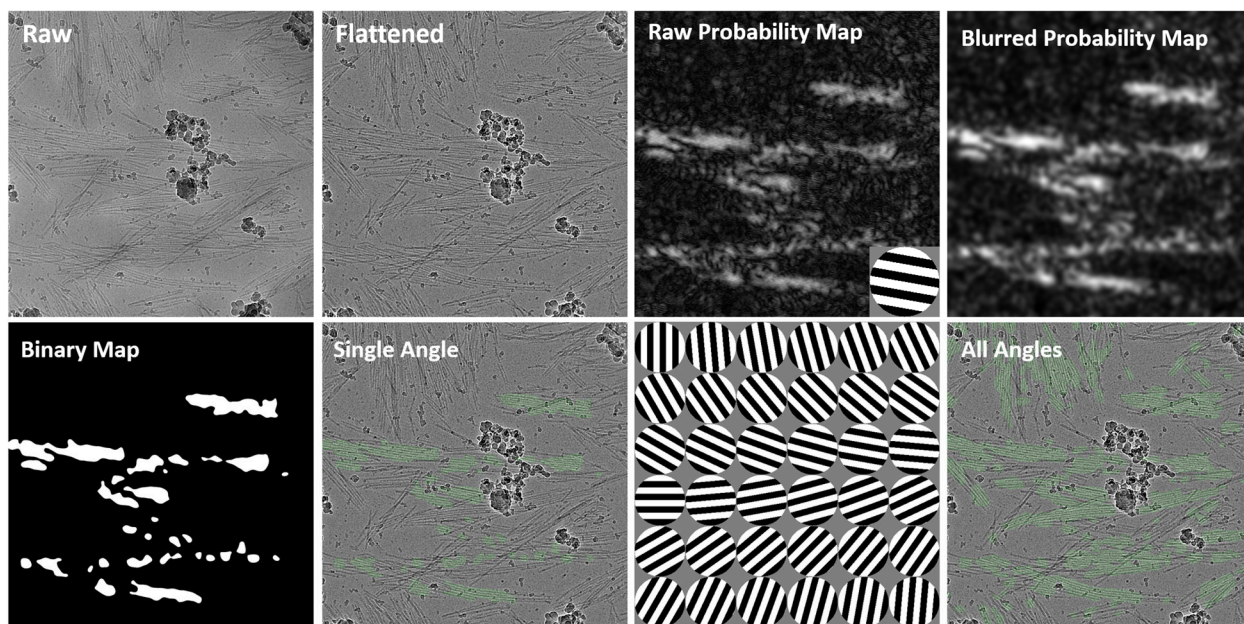 Raw
Flattened
Raw Probability Map
Blurred Probability Map
Binary Map
Single Angle
All Angles